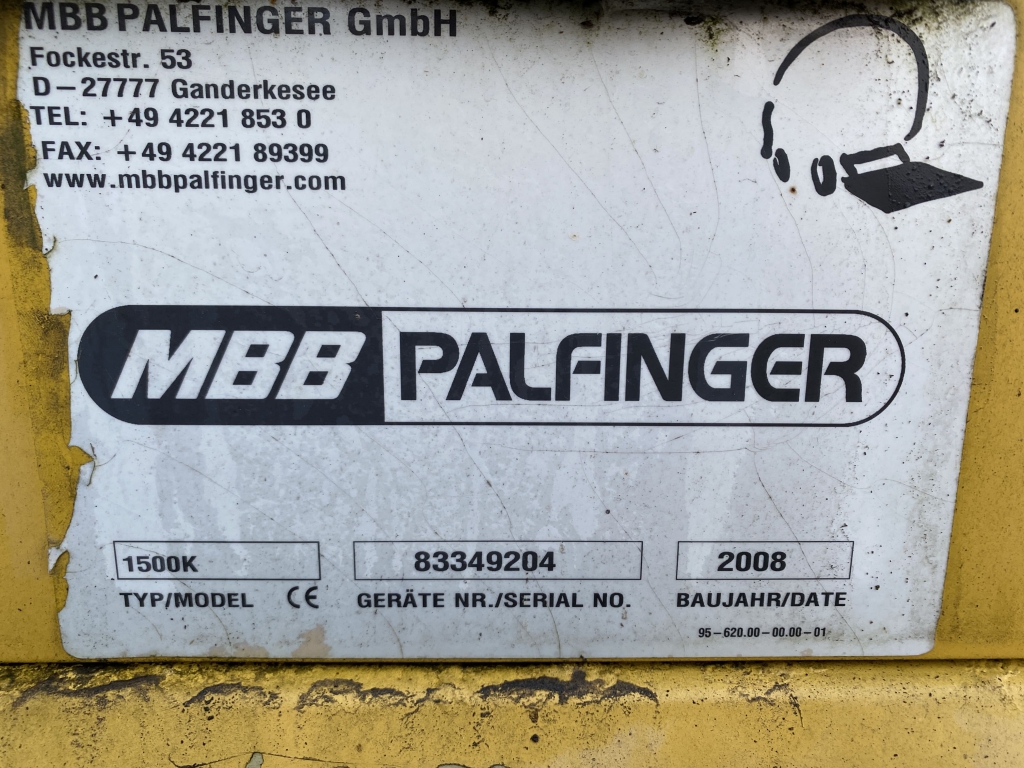 MBB PALFINGER GmbH
Fockestr. 53
D-27777 Ganderkesee
TEL: +49 4221 853 0
FAX: +49 4221 89399
www.mbbpalfinger.com
MBB PALFINGER
1500K 83349204 2008
TYP/MODEL CE GERÄTE NR./SERIAL NO. BAUJAHR/DATE
95-620.00-00.00-01